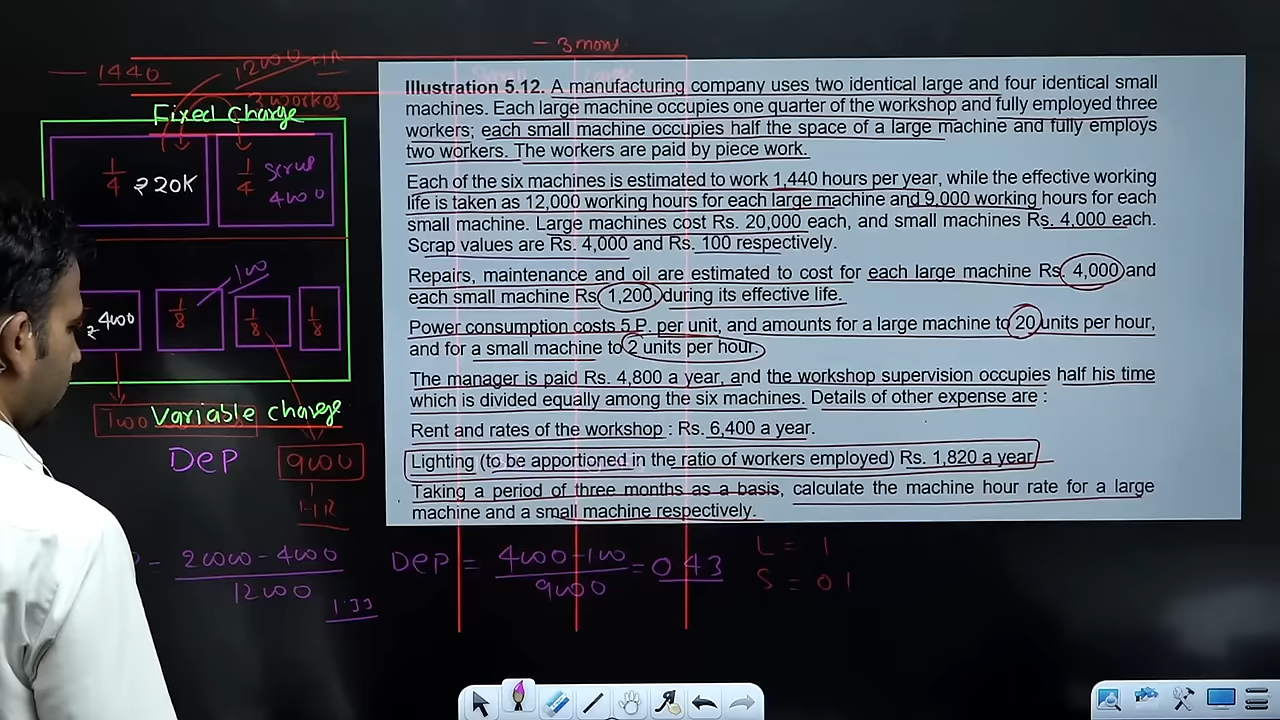 - 3 mon
1440
12000 HR
3 workers
Fixed Charge
1/4 ₹20K
1/4 Scrap 4000
100
₹4000
1/8
1/8
1/8
Variable charge
DEP
9000
HR
Illustration 5.12. A manufacturing company uses two identical large and four identical small
machines. Each large machine occupies one quarter of the workshop and fully employed three
workers; each small machine occupies half the space of a large machine and fully employs
two workers. The workers are paid by piece work.
Each of the six machines is estimated to work 1,440 hours per year, while the effective working
life is taken as 12,000 working hours for each large machine and 9,000 working hours for each
small machine. Large machines cost Rs. 20,000 each, and small machines Rs. 4,000 each.
Scrap values are Rs. 4,000 and Rs. 100 respectively.
Repairs, maintenance and oil are estimated to cost for each large machine Rs. 4,000 and
each small machine Rs 1,200, during its effective life.
Power consumption costs 5 P. per unit, and amounts for a large machine to 20 units per hour,
and for a small machine to 2 units per hour.
The manager is paid Rs. 4,800 a year, and the workshop supervision occupies half his time
which is divided equally among the six machines. Details of other expense are :
Rent and rates of the workshop : Rs. 6,400 a year.
Lighting (to be apportioned in the ratio of workers employed) Rs. 1,820 a year
Taking a period of three months as a basis, calculate the machine hour rate for a large
machine and a small machine respectively.
= 20000 - 4000 / 12000
1.33
DEP = 4000 - 100 / 9000 = 0.43
L = 1
S = 0.1